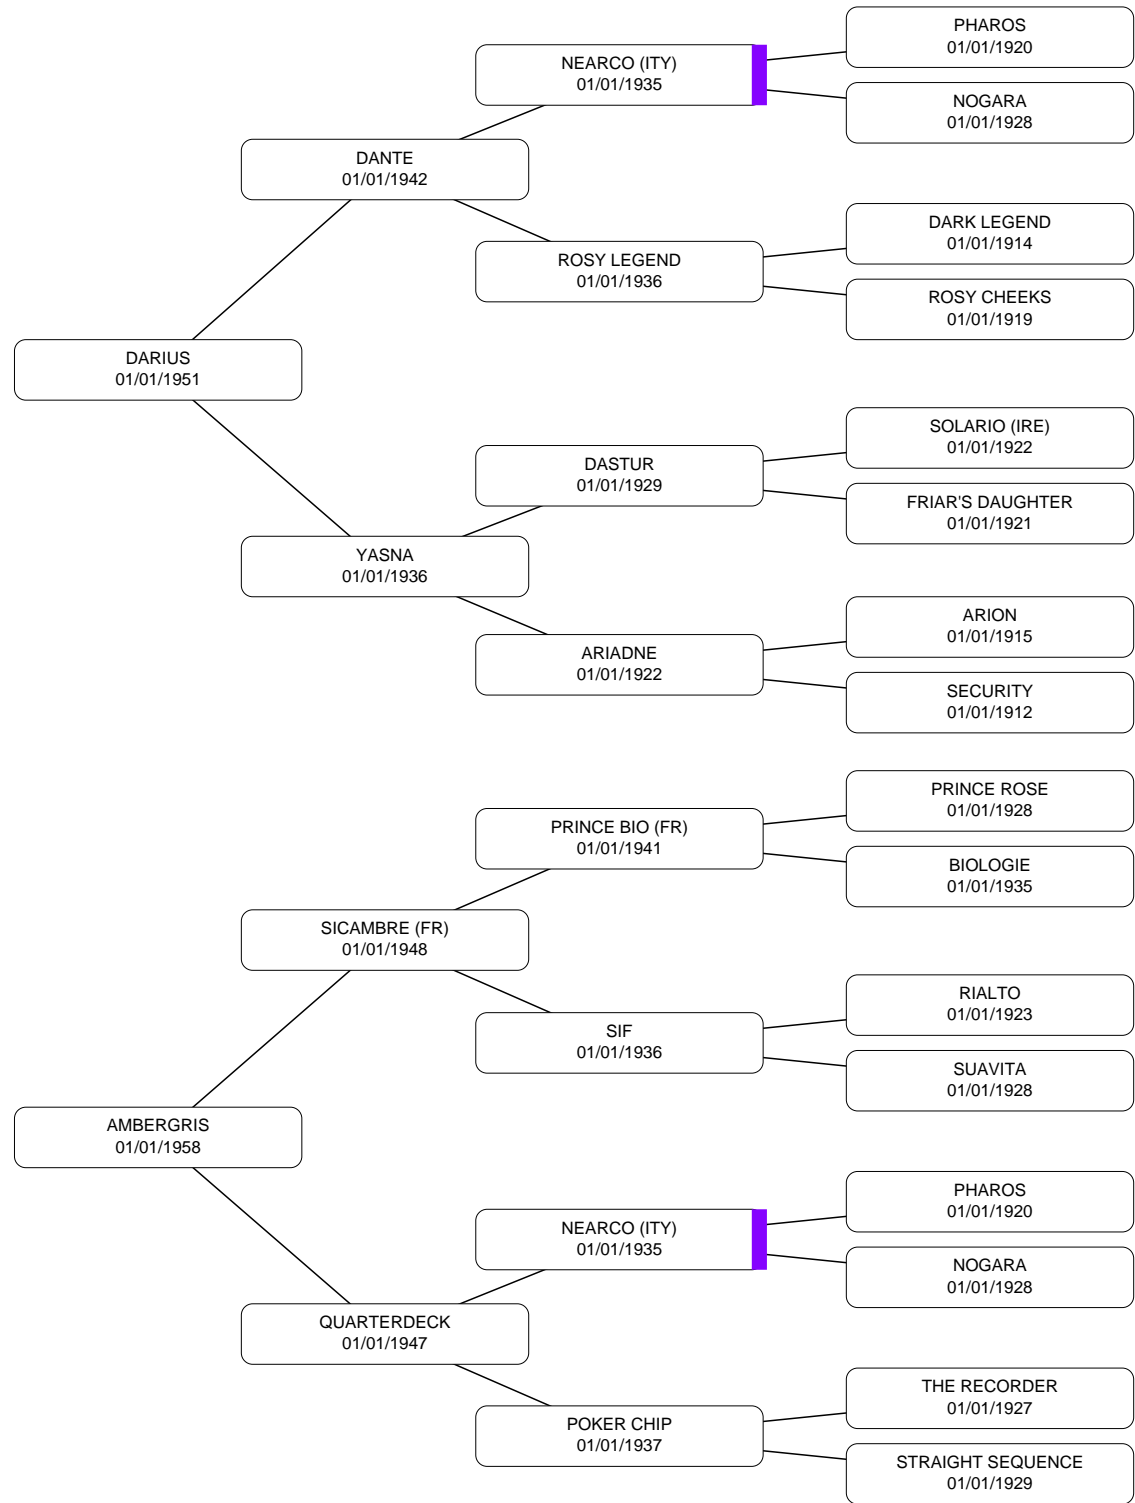 PHAROS
01/01/1920
NEARCO (ITY)
01/01/1935
NOGARA
01/01/1928
DANTE
01/01/1942
DARK LEGEND
01/01/1914
ROSY LEGEND
01/01/1936
ROSY CHEEKS
01/01/1919
DARIUS
01/01/1951
SOLARIO (IRE)
01/01/1922
DASTUR
01/01/1929
FRIAR'S DAUGHTER
01/01/1921
YASNA
01/01/1936
ARION
01/01/1915
ARIADNE
01/01/1922
SECURITY
01/01/1912
PRINCE ROSE
01/01/1928
PRINCE BIO (FR)
01/01/1941
BIOLOGIE
01/01/1935
SICAMBRE (FR)
01/01/1948
RIALTO
01/01/1923
SIF
01/01/1936
SUAVITA
01/01/1928
AMBERGRIS
01/01/1958
PHAROS
01/01/1920
NEARCO (ITY)
01/01/1935
NOGARA
01/01/1928
QUARTERDECK
01/01/1947
THE RECORDER
01/01/1927
POKER CHIP
01/01/1937
STRAIGHT SEQUENCE
01/01/1929